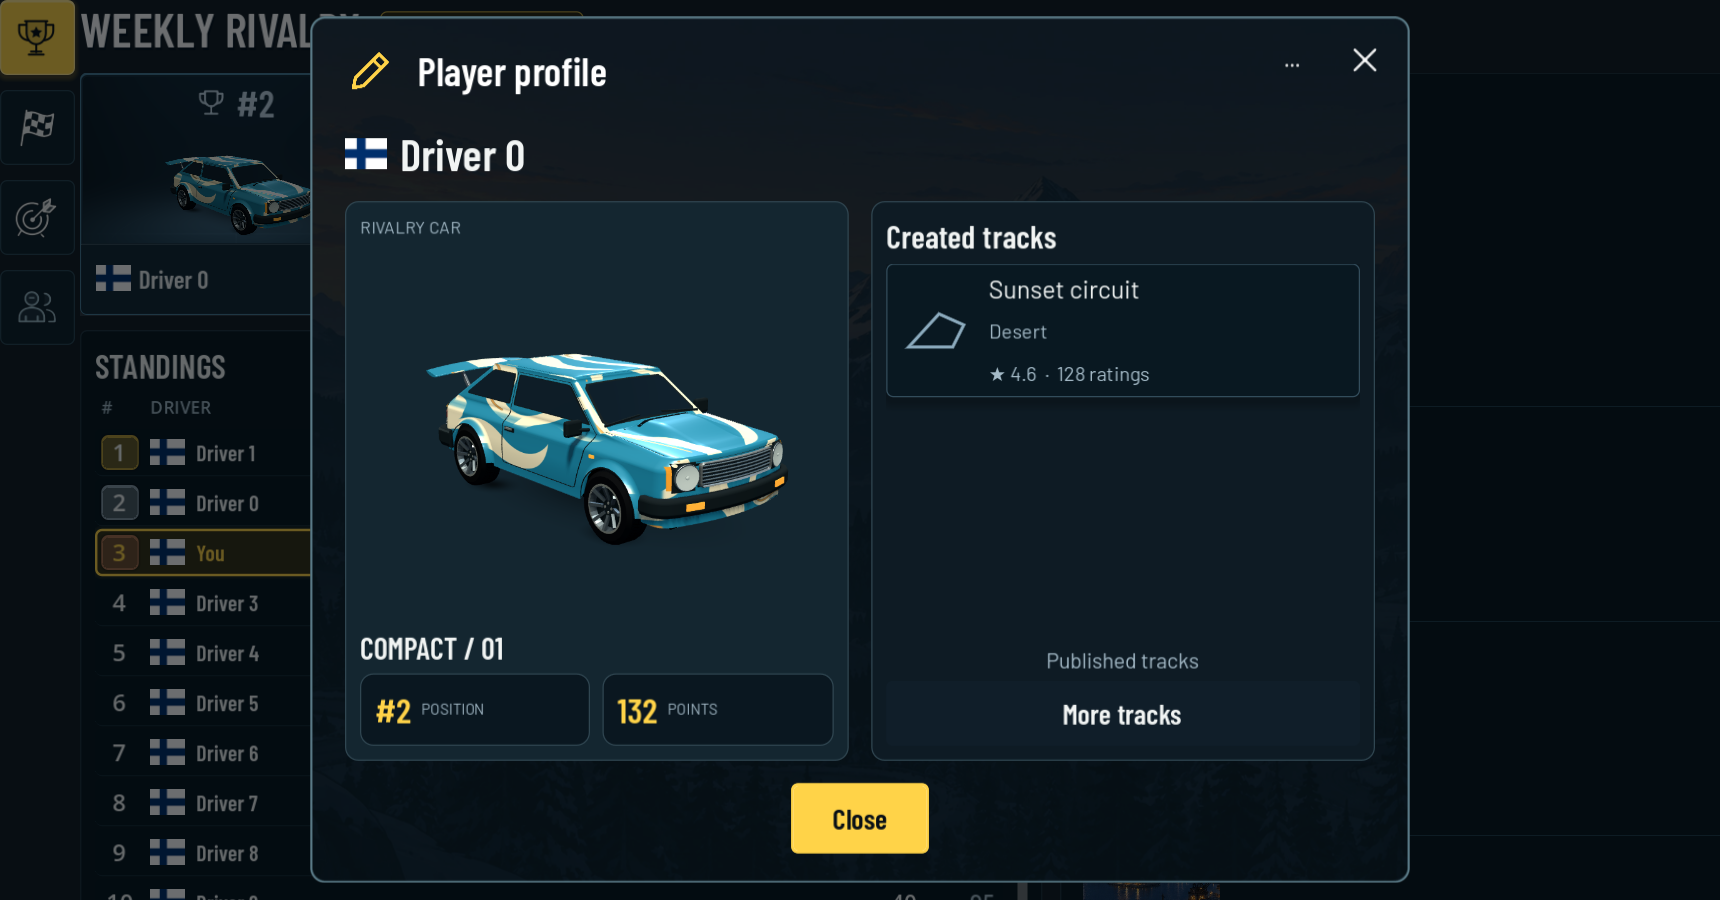 WEEKLY RIVALRY
#2
Driver 0
STANDINGS
# DRIVER
1 Driver 1
2 Driver 0
3 You
4 Driver 3
5 Driver 4
6 Driver 5
7 Driver 6
8 Driver 7
9 Driver 8
Player profile
...
Driver 0
RIVALRY CAR
COMPACT / 01
#2 POSITION
132 POINTS
Created tracks
Sunset circuit
Desert
★ 4.6 · 128 ratings
Published tracks
More tracks
Close